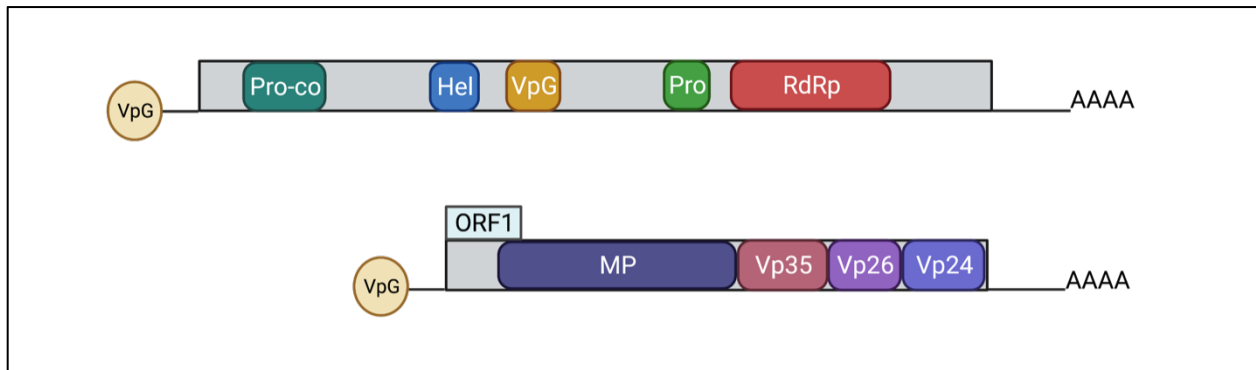 VpG Pro-co Hel VpG Pro RdRp AAAA
ORF1
VpG MP Vp35 Vp26 Vp24 AAAA